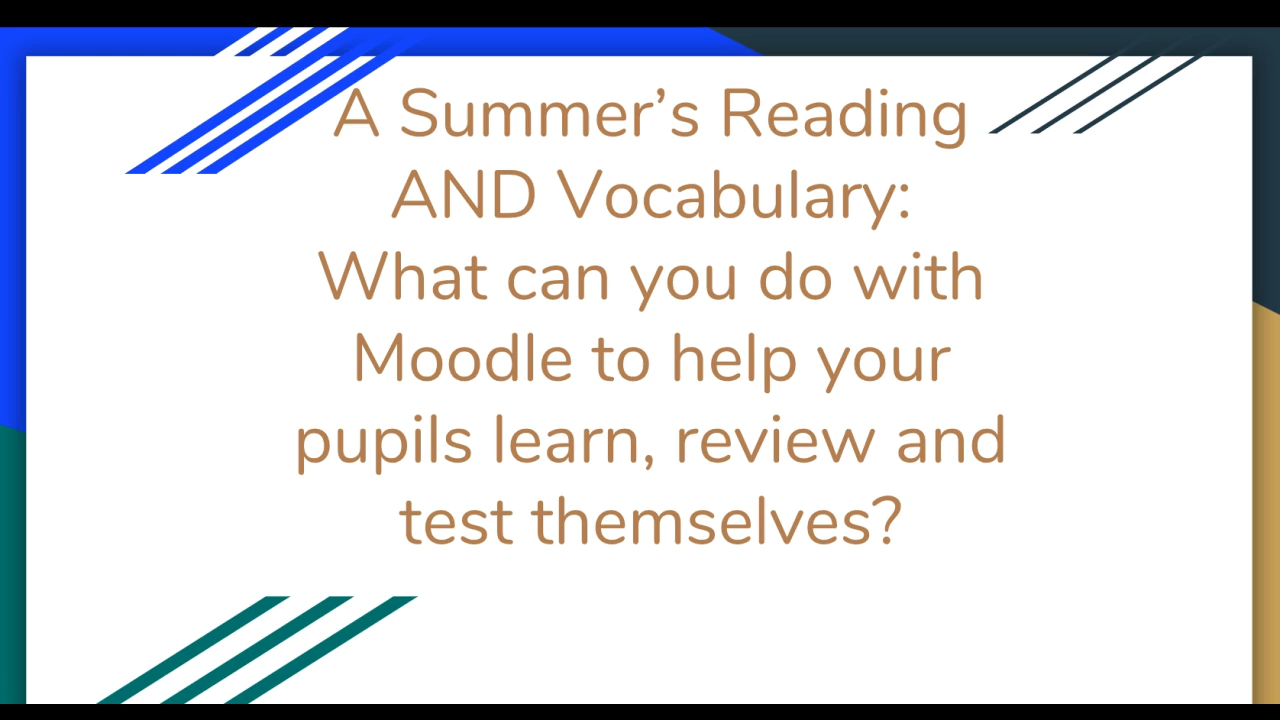 A Summer’s Reading
AND Vocabulary:
What can you do with
Moodle to help your
pupils learn, review and
test themselves?